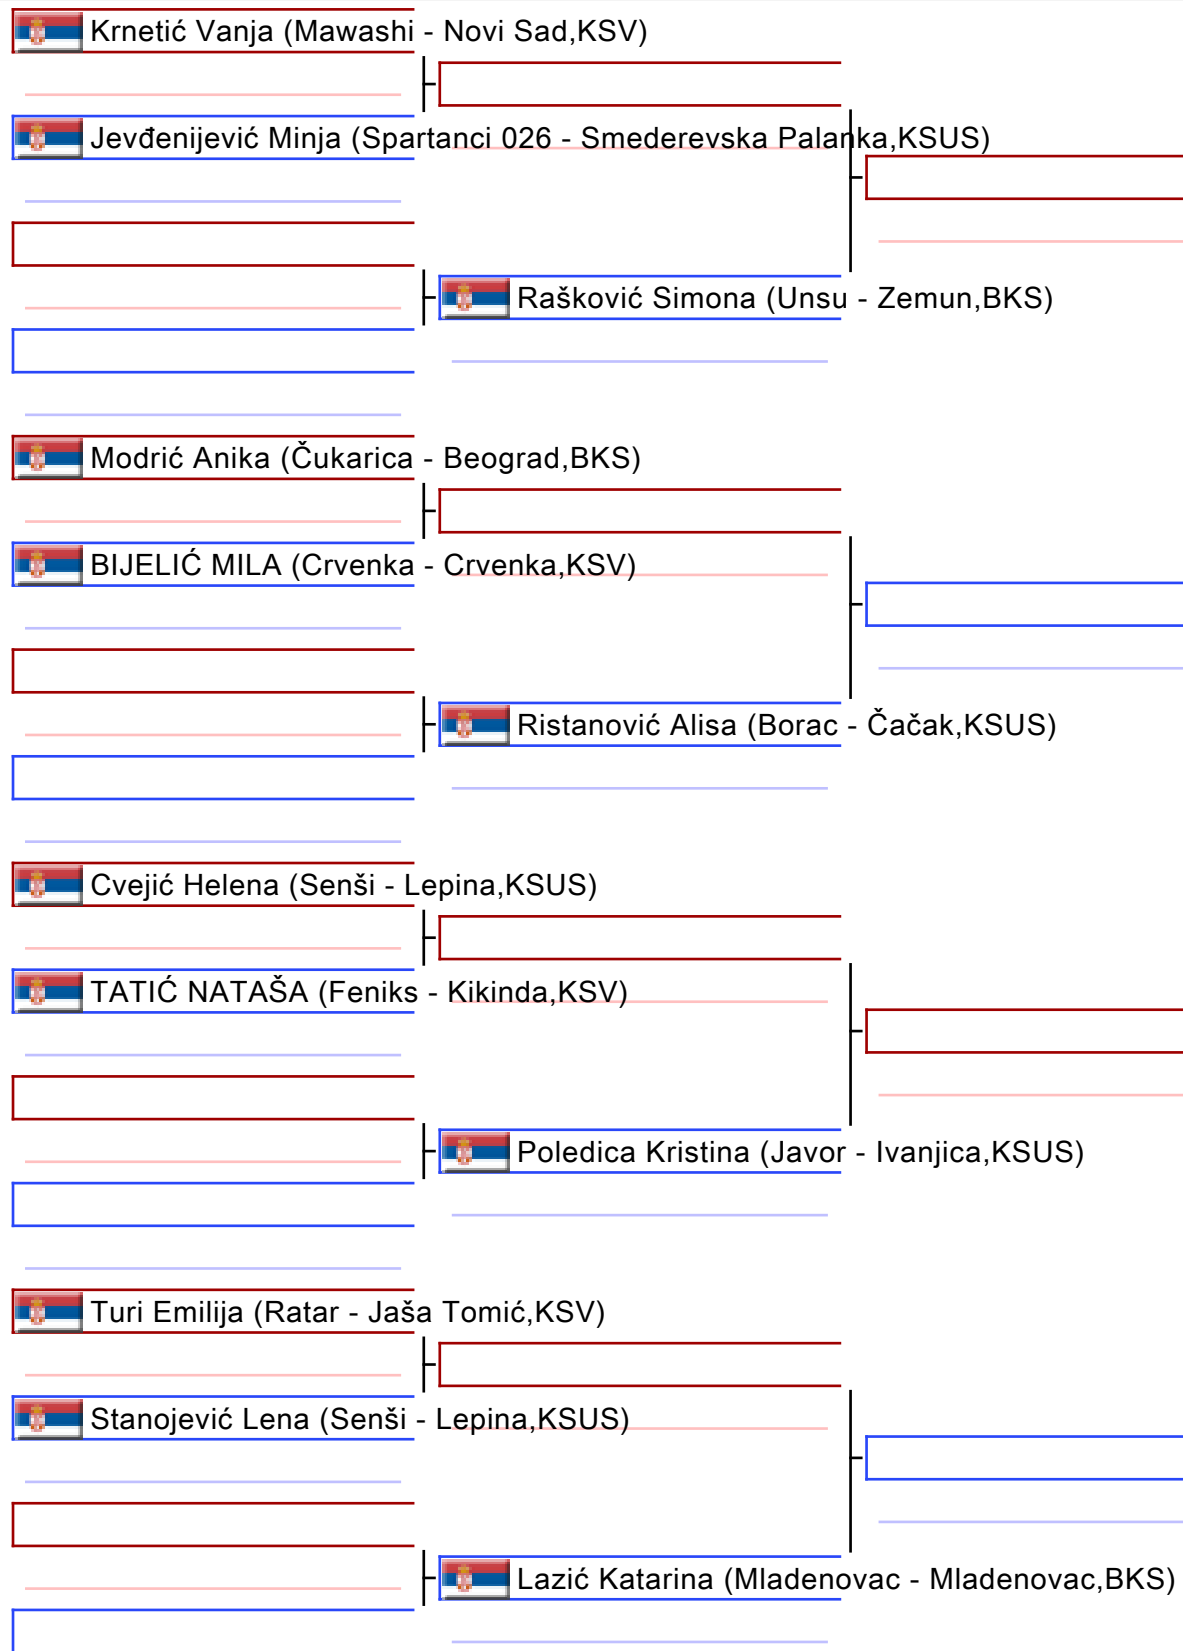 Krnetić Vanja (Mawashi - Novi Sad,KSV)
Jevđenijević Minja (Spartanci 026 - Smederevska Palanka,KSUS)
Rašković Simona (Unsu - Zemun,BKS)
Modrić Anika (Čukarica - Beograd,BKS)
BIJELIĆ MILA (Crvenka - Crvenka,KSV)
Ristanović Alisa (Borac - Čačak,KSUS)
Cvejić Helena (Senši - Lepina,KSUS)
TATIĆ NATAŠA (Feniks - Kikinda,KSV)
Poledica Kristina (Javor - Ivanjica,KSUS)
Turi Emilija (Ratar - Jaša Tomić,KSV)
Stanojević Lena (Senši - Lepina,KSUS)
Lazić Katarina (Mladenovac - Mladenovac,BKS)